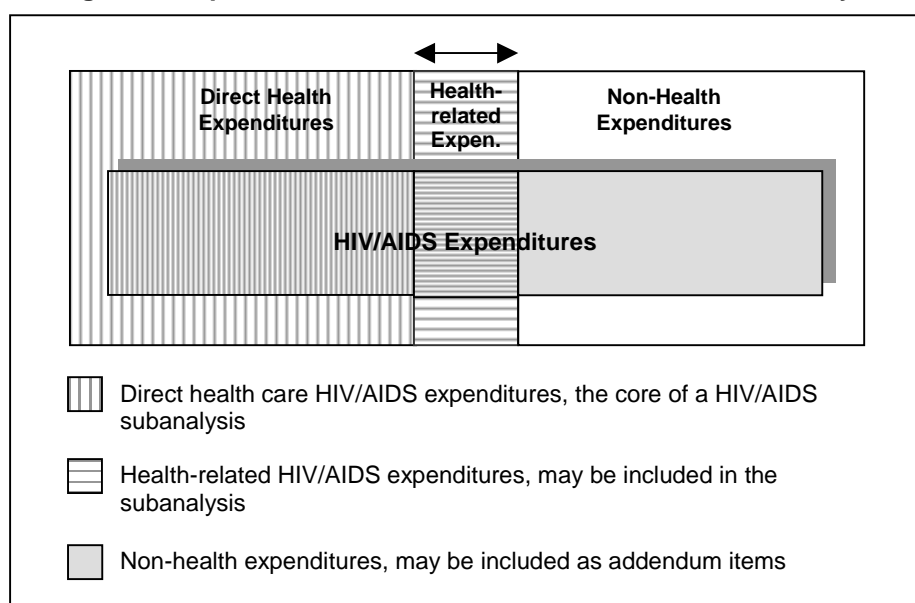 Direct Health
Expenditures
Health-
related
Expen.
Non-Health
Expenditures
HIV/AIDS Expenditures
Direct health care HIV/AIDS expenditures, the core of a HIV/AIDS
subanalysis
Health-related HIV/AIDS expenditures, may be included in the
subanalysis
Non-health expenditures, may be included as addendum items